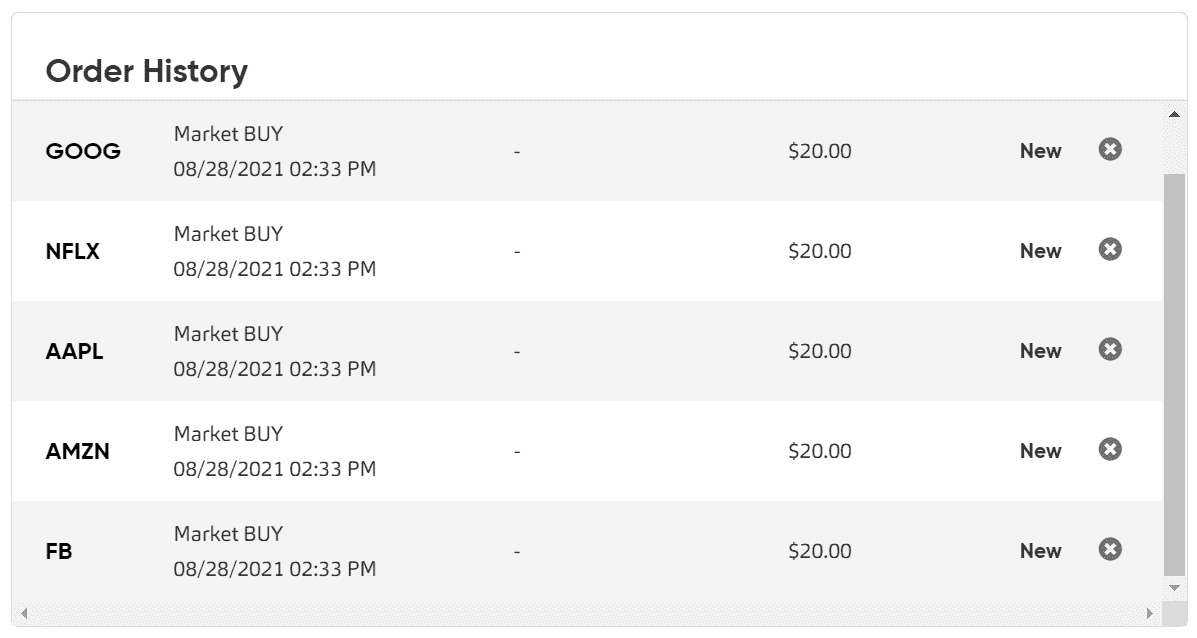 Order History
GOOG
Market BUY
08/28/2021 02:33 PM
-
$20.00
New
NFLX
Market BUY
08/28/2021 02:33 PM
-
$20.00
New
AAPL
Market BUY
08/28/2021 02:33 PM
-
$20.00
New
AMZN
Market BUY
08/28/2021 02:33 PM
-
$20.00
New
FB
Market BUY
08/28/2021 02:33 PM
-
$20.00
New